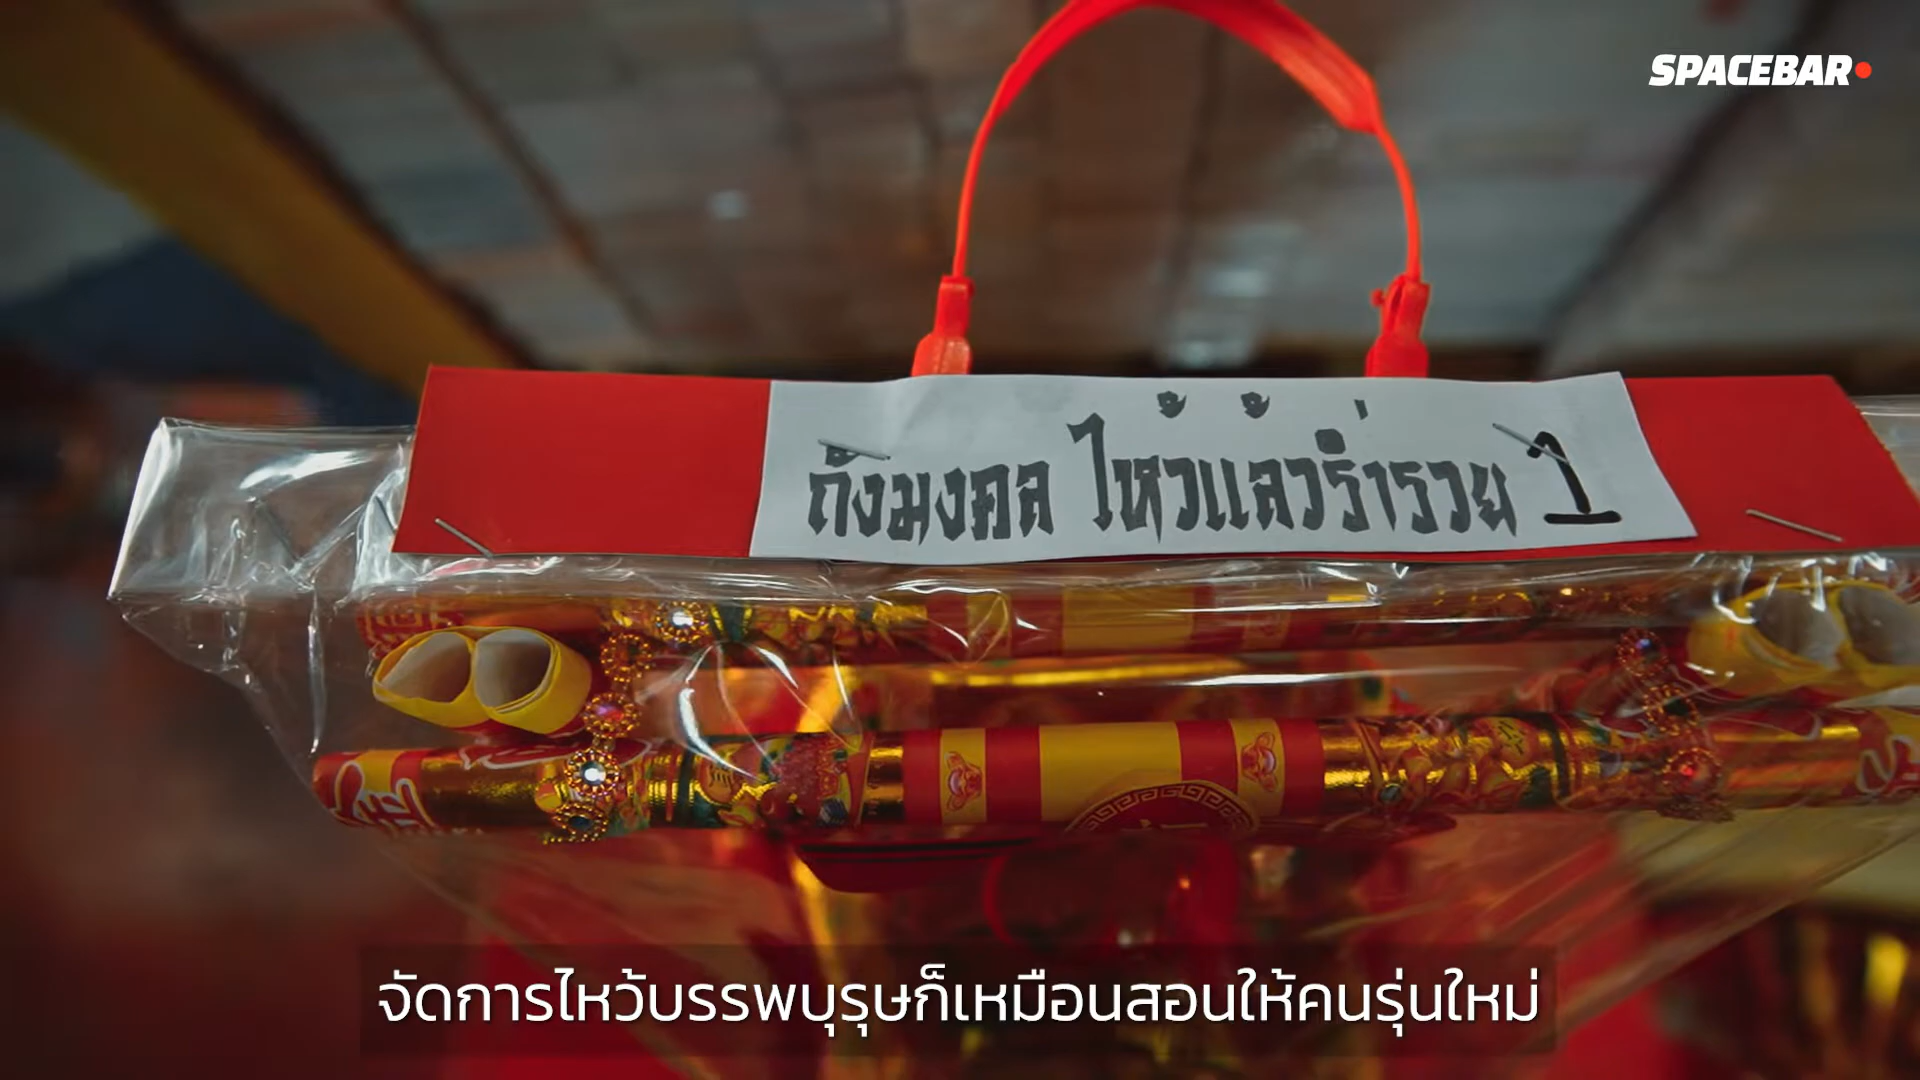 SPACEBAR
ถังมงคล ไหว้แล้วร่ำรวย 1
จัดการไหว้บรรพบุรุษก็เหมือนสอนให้คนรุ่นใหม่